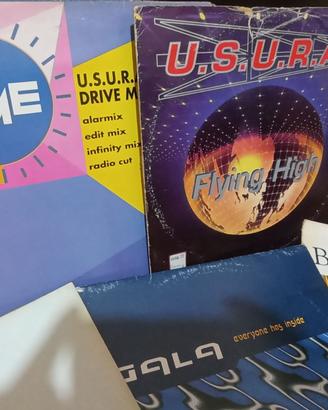 ME
U.S.U.R.
DRIVE M
alarmix
edit mix
infinity mix
radio cut
U.S.U.R.A
Flying High
B
GALA
everyone has inside